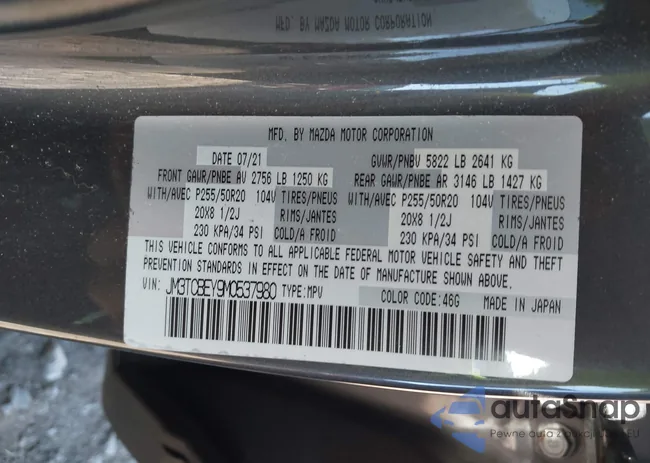 MFD. BY MAZDA MOTOR CORPORATION
DATE 07/21 GVWR/PNBV 5822 LB 2641 KG
FRONT GAWR/PNBE AV 2756 LB 1250 KG REAR GAWR/PNBE AR 3146 LB 1427 KG
WITH/AVEC P255/50R20 104V TIRES/PNEUS WITH/AVEC P255/50R20 104V TIRES/PNEUS
20X8 1/2J RIMS/JANTES 20X8 1/2J RIMS/JANTES
230 KPA/34 PSI COLD/A FROID 230 KPA/34 PSI COLD/A FROID
THIS VEHICLE CONFORMS TO ALL APPLICABLE FEDERAL MOTOR VEHICLE SAFETY AND THEFT
PREVENTION STANDARDS IN EFFECT ON THE DATE OF MANUFACTURE SHOWN ABOVE.
VIN: JM3TCBEY9M0537980 TYPE:MPV COLOR CODE:46G MADE IN JAPAN
autoSnap
Pewne auta z
EU